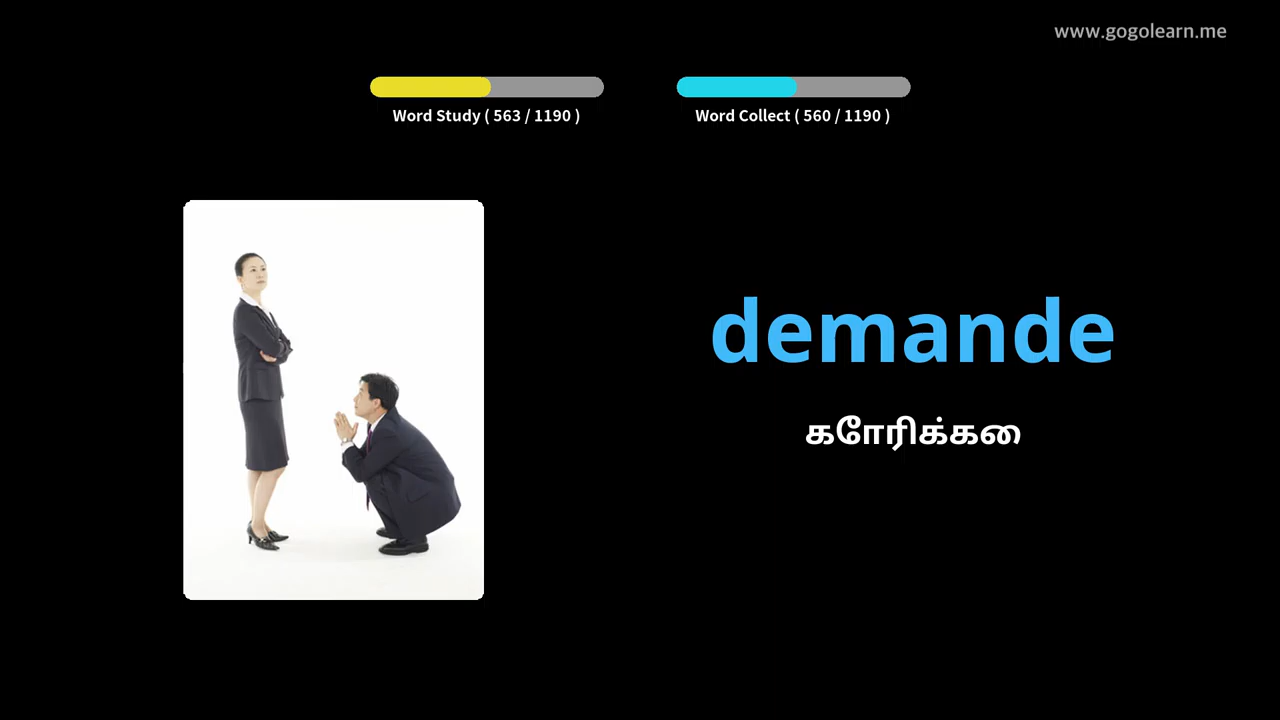 www.gogolearn.me
Word Study ( 563 / 1190 )
Word Collect ( 560 / 1190 )
demande
கோரிக்கை